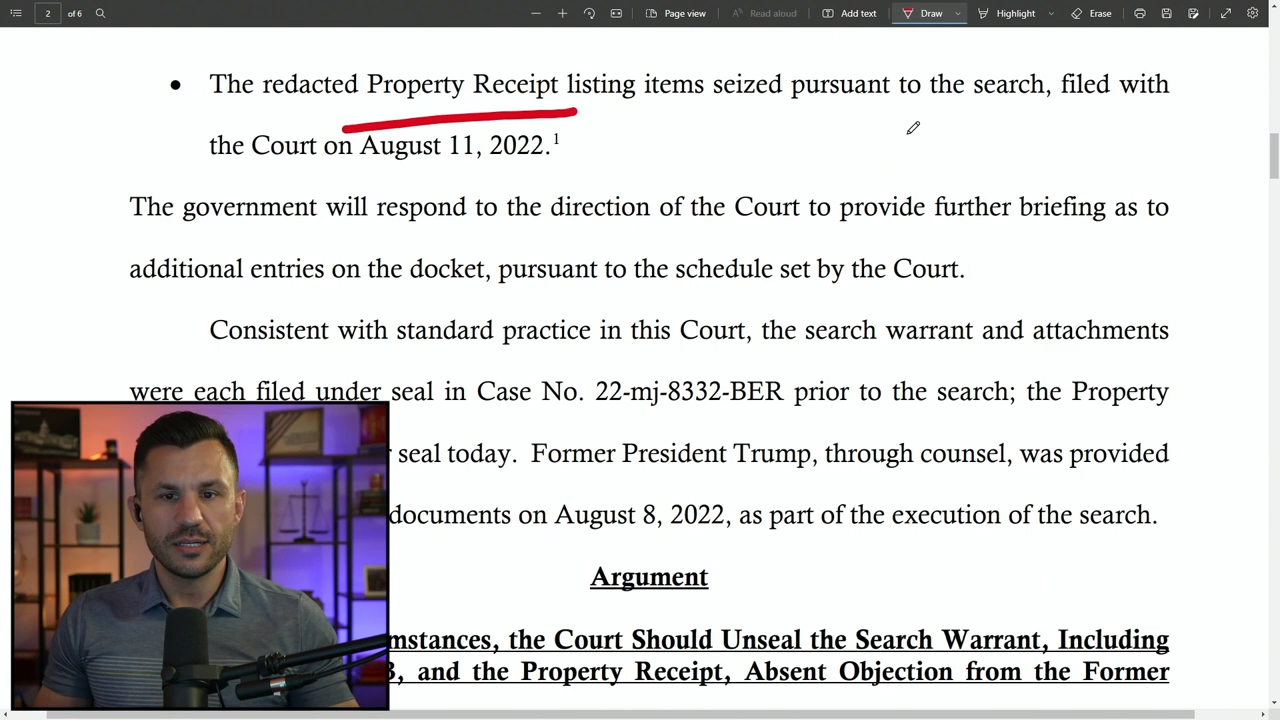 2 of 6 Page view Read aloud Add text Draw Highlight Erase
• The redacted Property Receipt listing items seized pursuant to the search, filed with
the Court on August 11, 2022.1
The government will respond to the direction of the Court to provide further briefing as to
additional entries on the docket, pursuant to the schedule set by the Court.
Consistent with standard practice in this Court, the search warrant and attachments
were each filed under seal in Case No. 22-mj-8332-BER prior to the search; the Property
seal today. Former President Trump, through counsel, was provided
documents on August 8, 2022, as part of the execution of the search.
Argument
mstances, the Court Should Unseal the Search Warrant, Including
, and the Property Receipt, Absent Objection from the Former